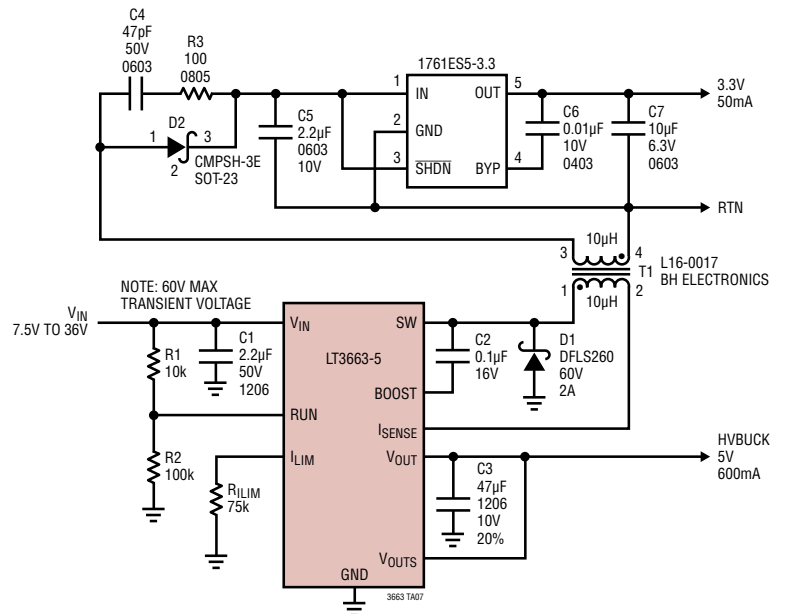 C4
47pF
50V
0603
R3
100
0805
D2
1
3
2
CMPSH-3E
SOT-23
C5
2.2µF
0603
10V
1761ES5-3.3
1
IN
OUT
5
2
GND
3
SHDN
BYP
4
C6
0.01µF
10V
0403
C7
10µF
6.3V
0603
3.3V
50mA
RTN
10µH
3
4
T1
L16-0017
BH ELECTRONICS
1
10µH
2
NOTE: 60V MAX
TRANSIENT VOLTAGE
VIN
7.5V TO 36V
R1
10k
C1
2.2µF
50V
1206
R2
100k
RILIM
75k
VIN
SW
LT3663-5
BOOST
RUN
ISENSE
ILIM
VOUT
VOUTS
GND
C2
0.1µF
16V
D1
DFLS260
60V
2A
C3
47µF
1206
10V
20%
HVBUCK
5V
600mA
3663 TA07